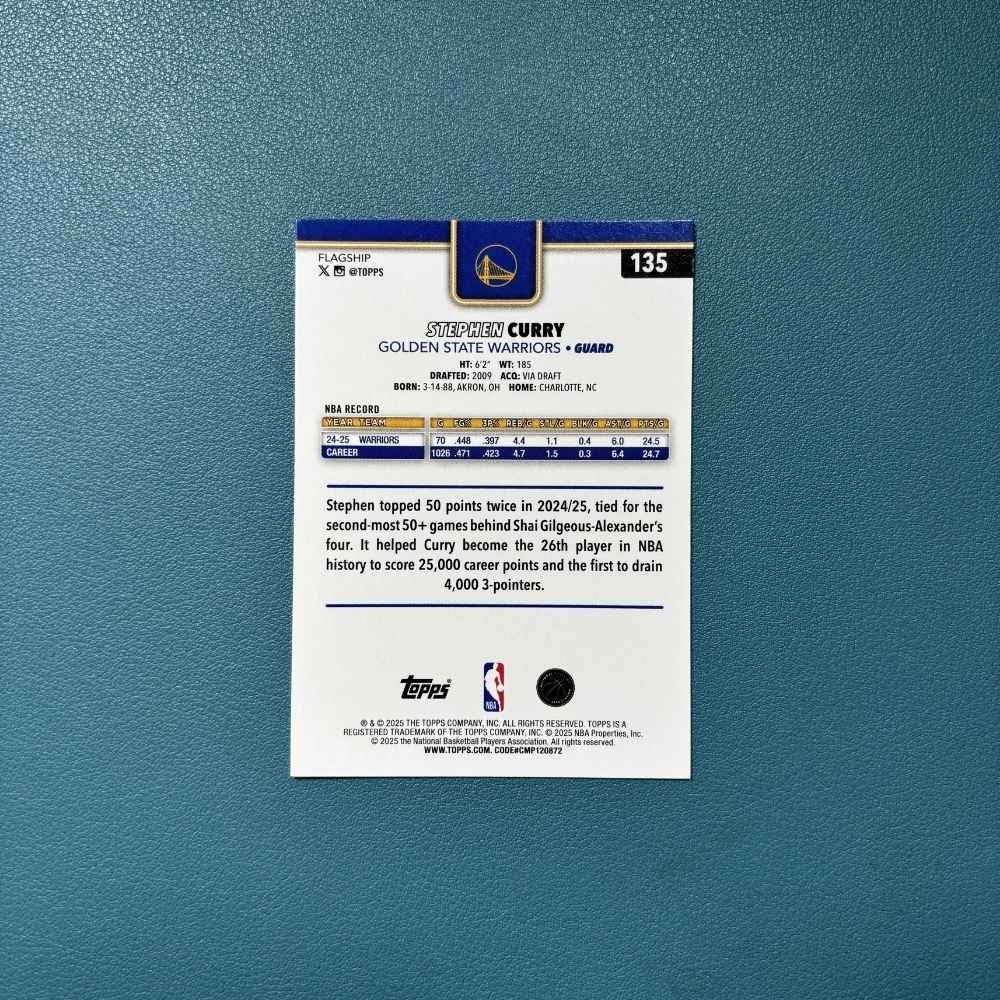 FLAGSHIP
@TOPPS
135
STEPHEN CURRY
GOLDEN STATE WARRIORS • GUARD
HT: 6'2" WT: 185
DRAFTED: 2009 ACQ: VIA DRAFT
BORN: 3-14-88, AKRON, OH HOME: CHARLOTTE, NC
NBA RECORD
YEAR TEAM G FG% 3P% REB/G STL/G BLK/G AST/G PTS/G
24-25 WARRIORS 70 .448 .397 4.4 1.1 0.4 6.0 24.5
CAREER 1026 .471 .423 4.7 1.5 0.3 6.4 24.7
Stephen topped 50 points twice in 2024/25, tied for the
second-most 50+ games behind Shai Gilgeous-Alexander's
four. It helped Curry become the 26th player in NBA
history to score 25,000 career points and the first to drain
4,000 3-pointers.
Topps®
NBA
® & © 2025 THE TOPPS COMPANY, INC. ALL RIGHTS RESERVED. TOPPS IS A
REGISTERED TRADEMARK OF THE TOPPS COMPANY, INC. © 2025 NBA Properties, Inc.
© 2025 the National Basketball Players Association. All rights reserved.
WWW.TOPPS.COM. CODE#CMP120872